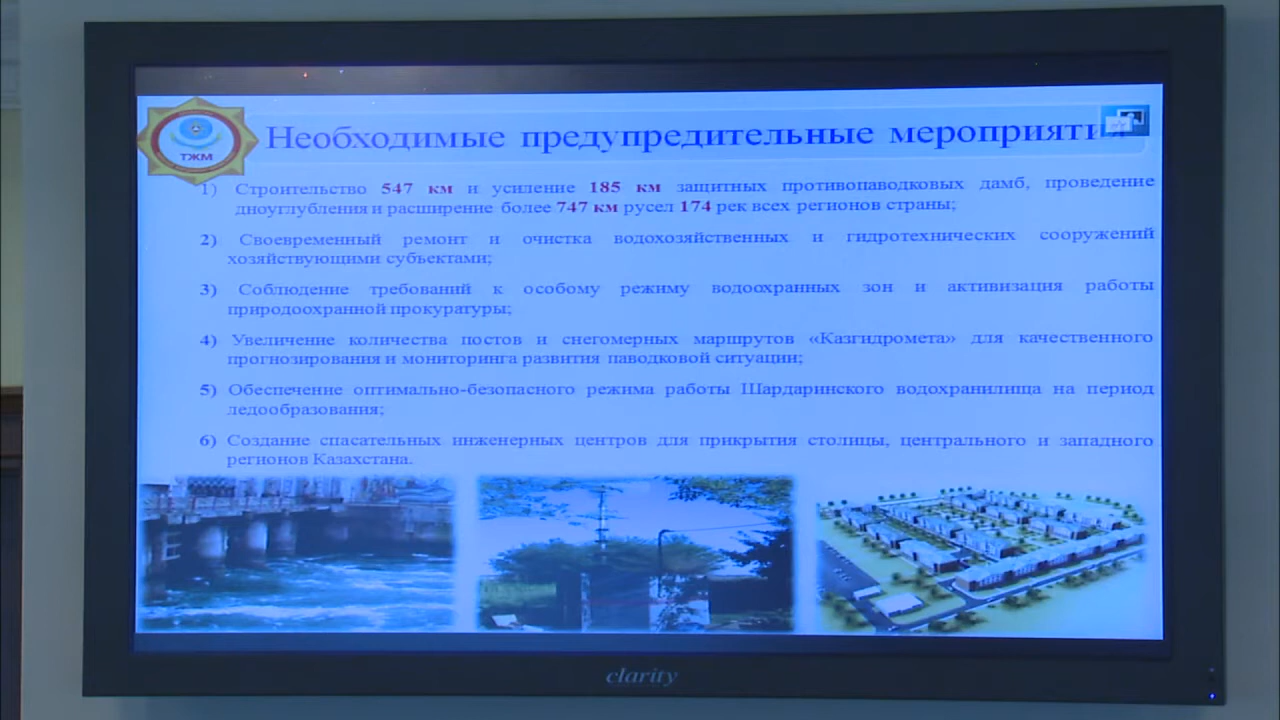 ТЖМ
Необходимые предупредительные мероприяти
1) Строительство 547 км и усиление 185 км защитных противопаводковых дамб, проведение
дноуглубления и расширение более 747 км русел 174 рек всех регионов страны;
2) Своевременный ремонт и очистка водохозяйственных и гидротехнических сооружений
хозяйствующими субъектами;
3) Соблюдение требований к особому режиму водоохранных зон и активизация работы
природоохранной прокуратуры;
4) Увеличение количества постов и снегомерных маршрутов «Казгидромета» для качественного
прогнозирования и мониторинга развития паводковой ситуации;
5) Обеспечение оптимально-безопасного режима работы Шардаринского водохранилища на период
ледообразования;
6) Создание спасательных инженерных центров для прикрытия столицы, центрального и западного
регионов Казахстана.
clarity